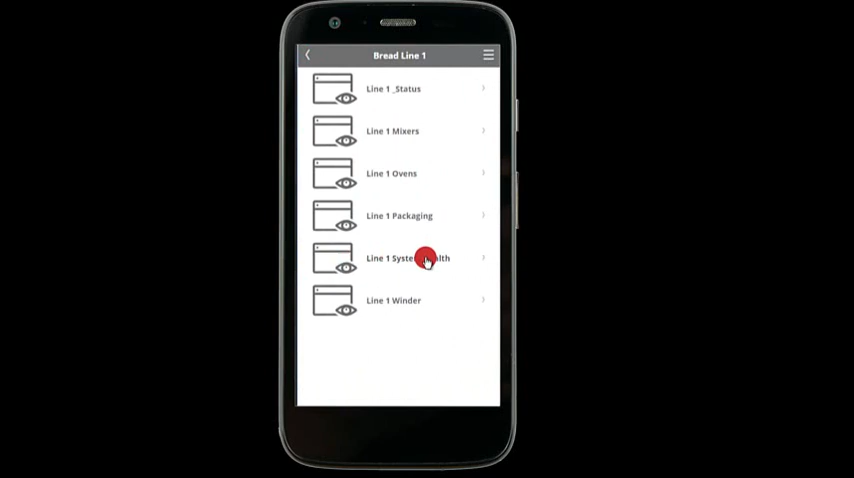 Bread Line 1
Line 1 _Status
Line 1 Mixers
Line 1 Ovens
Line 1 Packaging
Line 1
Line 1 Winder